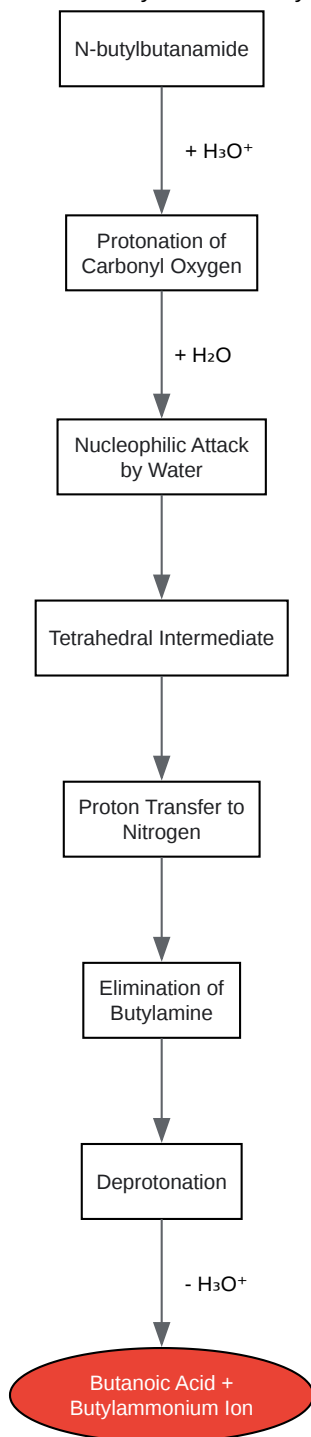 N-butylbutanamide
+ H₃O⁺
Protonation of
Carbonyl Oxygen
+ H₂O
Nucleophilic Attack
by Water
Tetrahedral Intermediate
Proton Transfer to
Nitrogen
Elimination of
Butylamine
Deprotonation
- H₃O⁺
Butanoic Acid +
Butylammonium Ion